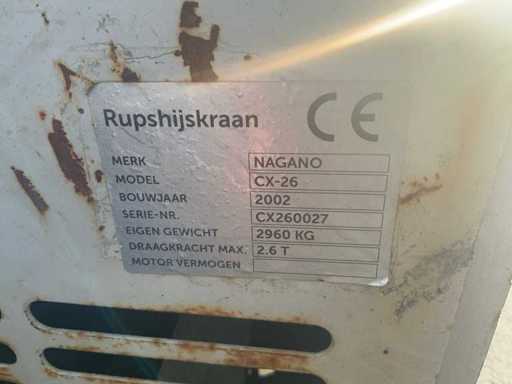 Rupshijskraan CE
MERK NAGANO
MODEL CX-26
BOUWJAAR 2002
SERIE-NR. CX260027
EIGEN GEWICHT 2960 KG
DRAAGKRACHT MAX. 2.6 T
MOTOR VERMOGEN